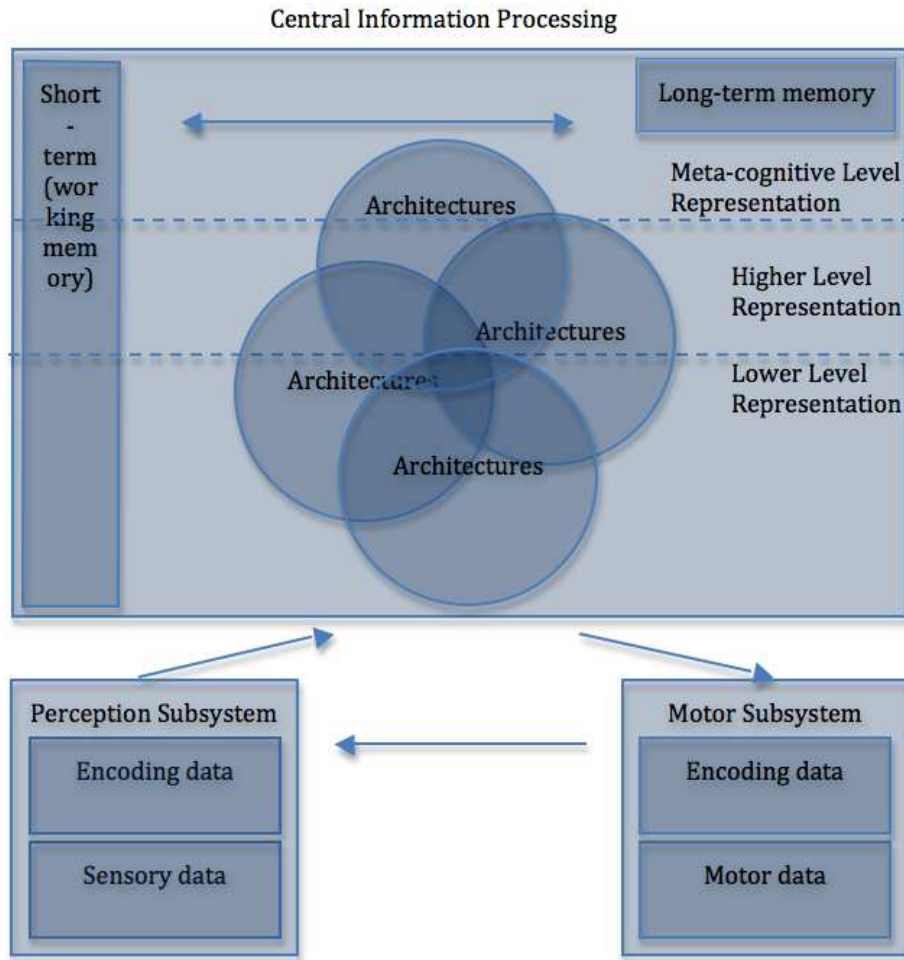 Central Information Processing
Short
-
term
(wor
king
mem
ory)
Long-term memory
Meta-cognitive Level
Representation
Architectures
Higher Level
Representation
Architectures
Lower Level
Representation
Architectures
Architectures
Perception Subsystem
Encoding data
Sensory data
Motor Subsystem
Encoding data
Motor data